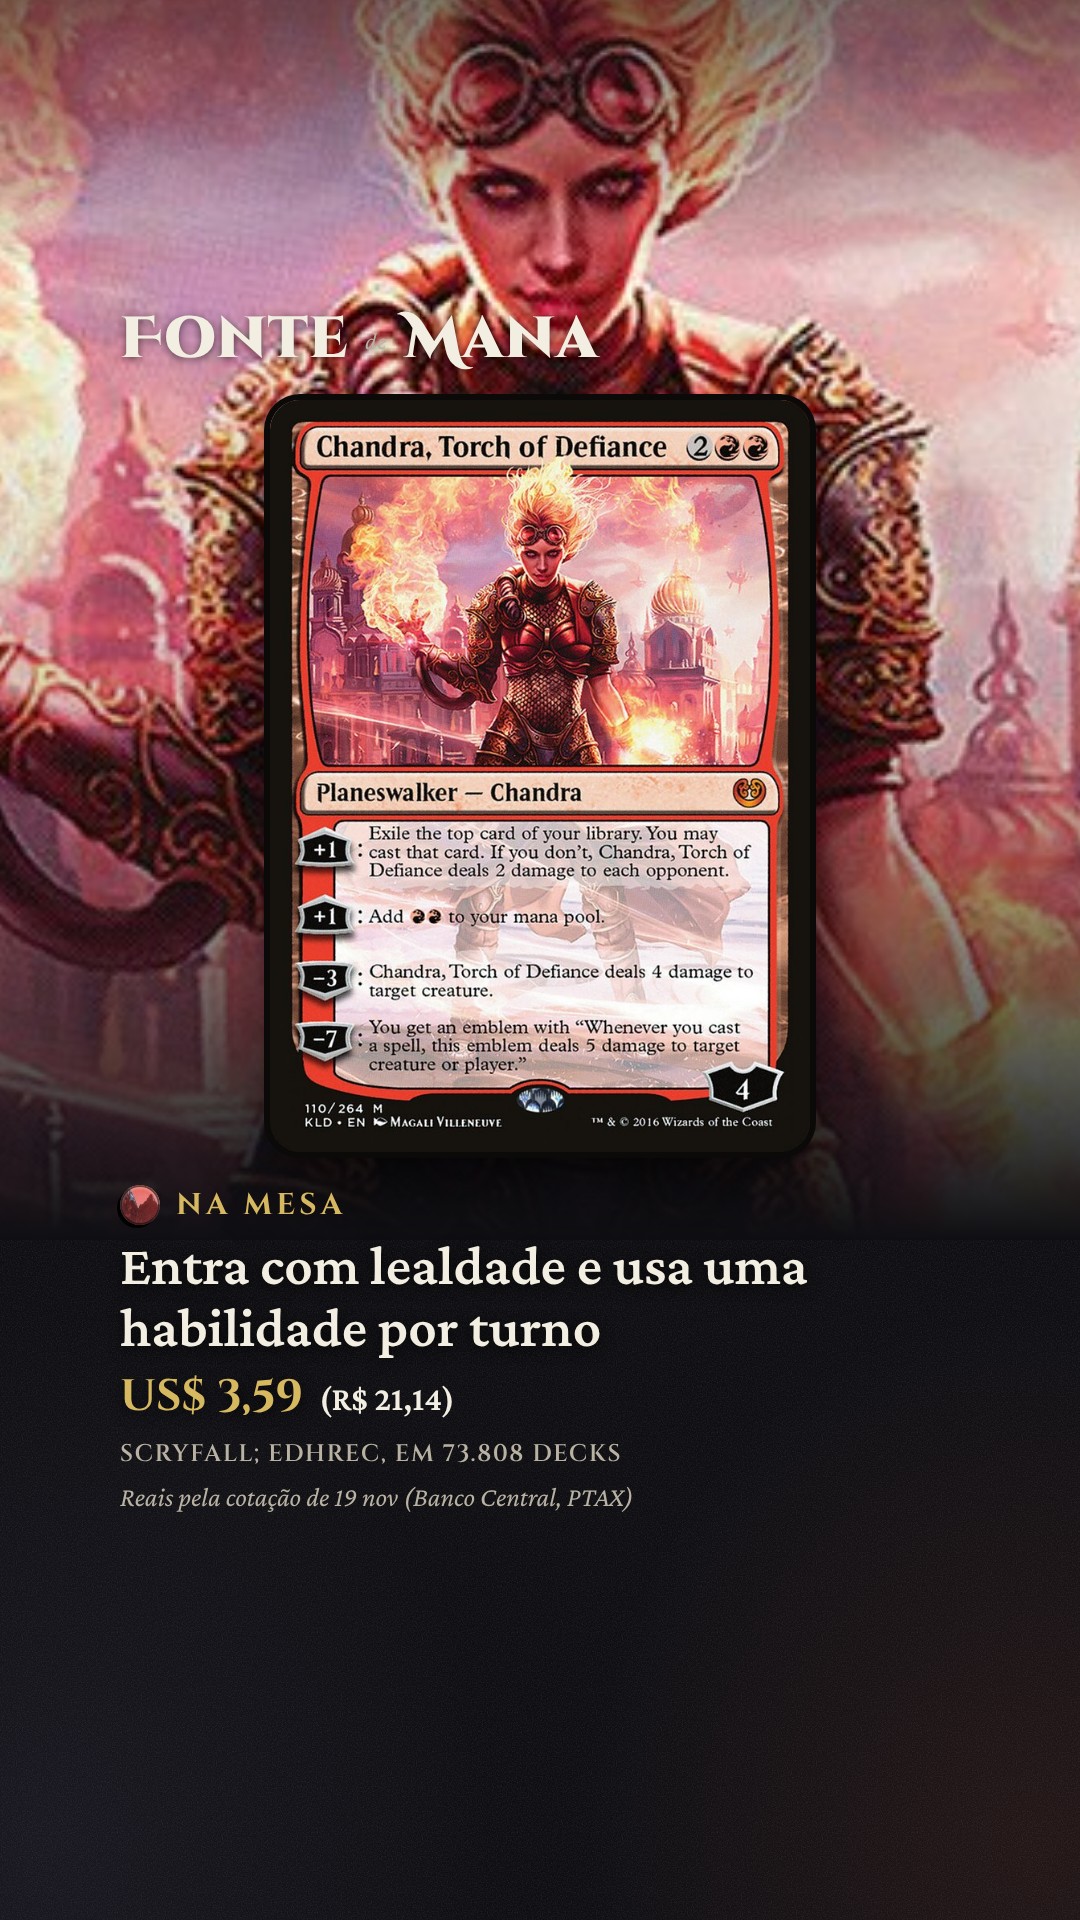 FONTE de MANA
Chandra, Torch of Defiance 2
Planeswalker — Chandra
+1 : Exile the top card of your library. You may
cast that card. If you don't, Chandra, Torch of
Defiance deals 2 damage to each opponent.
+1 : Add to your mana pool.
−3 : Chandra, Torch of Defiance deals 4 damage to
target creature.
−7 : You get an emblem with “Whenever you cast
a spell, this emblem deals 5 damage to target
creature or player.”
4
110/264 M
KLD • EN MAGALI VILLENEUVE ™ & © 2016 Wizards of the Coast
NA MESA
Entra com lealdade e usa uma
habilidade por turno
US$ 3,59 (R$ 21,14)
SCRYFALL; EDHREC, EM 73.808 DECKS
Reais pela cotação de 19 nov (Banco Central, PTAX)